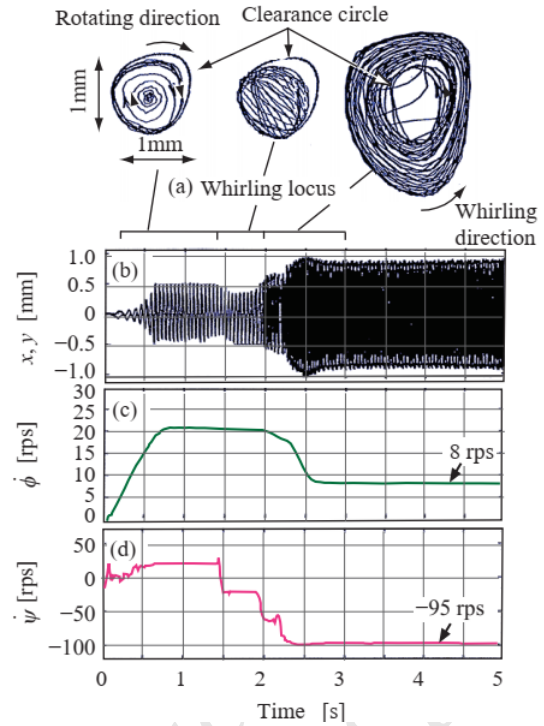 Rotating direction
Clearance circle
1mm
1mm
(a) Whirling locus
Whirling
direction
(b)
x, y [mm]
1.0
0.5
0
−0.5
−1.0
(c)
ϕ̇ [rps]
30
25
20
15
10
5
0
8 rps
(d)
ψ̇ [rps]
50
0
−50
−100
−95 rps
0 1 2 3 4 5
Time [s]